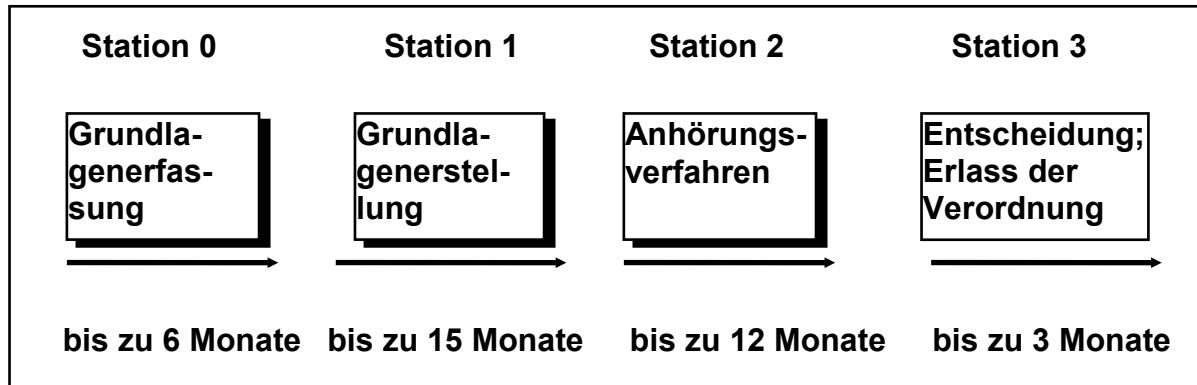 Station 0
Station 1
Station 2
Station 3
Grundla-
generfas-
sung
Grundla-
generstel-
lung
Anhörungs-
verfahren
Entscheidung;
Erlass der
Verordnung
bis zu 6 Monate
bis zu 15 Monate
bis zu 12 Monate
bis zu 3 Monate